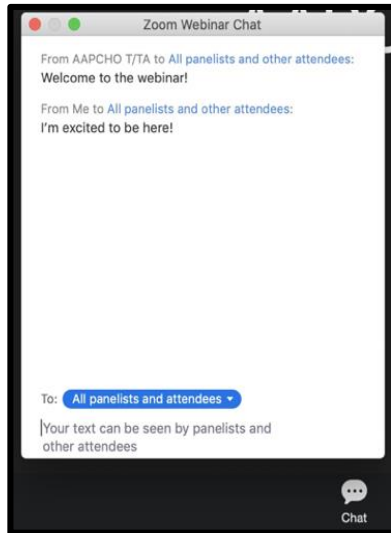 Zoom Webinar Chat
From AAPCHO T/TA to All panelists and other attendees:
Welcome to the webinar!
From Me to All panelists and other attendees:
I'm excited to be here!
To: All panelists and attendees
Your text can be seen by panelists and
other attendees
Chat